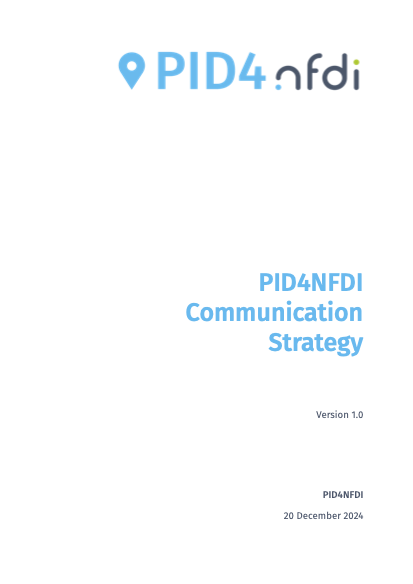 PID4nfdi
PID4NFDI
Communication
Strategy
Version 1.0
PID4NFDI
20 December 2024